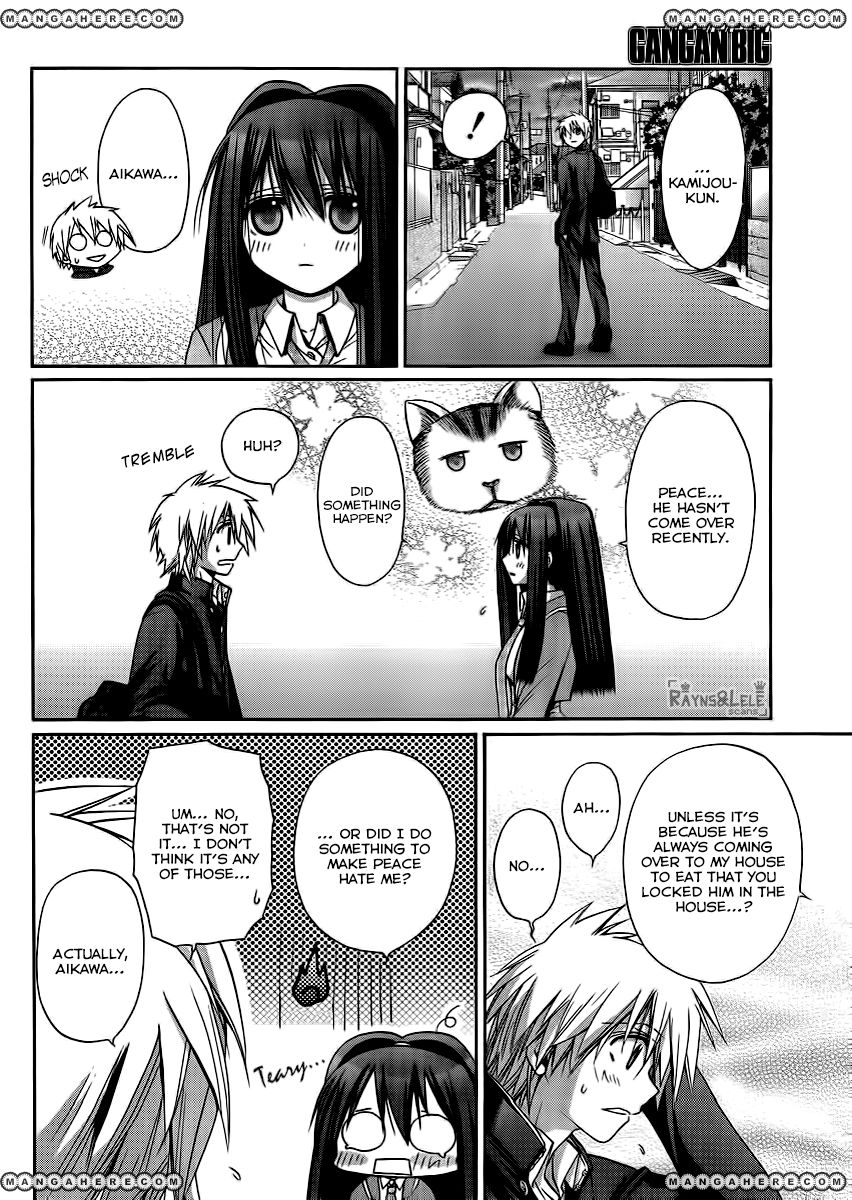 MANGAHERE.COM
MANGAHERE.COM
GANGAN BIG
...
KAMIJOU-
KUN.
!
AIKAWA...
SHOCK
PEACE...
HE HASN'T
COME OVER
RECENTLY.
DID
SOMETHING
HAPPEN?
HUH?
TREMBLE
RAYNS&LELE
scans
UNLESS IT'S
BECAUSE HE'S
ALWAYS COMING
OVER TO MY HOUSE
TO EAT THAT YOU
LOCKED HIM IN THE
HOUSE...?
AH...
NO...
... OR DID I DO
SOMETHING TO
MAKE PEACE
HATE ME?
Teary...
UM... NO,
THAT'S NOT
IT... I DON'T
THINK IT'S ANY
OF THOSE...
ACTUALLY,
AIKAWA...
MANGAHERE.COM
MANGAHERE.COM